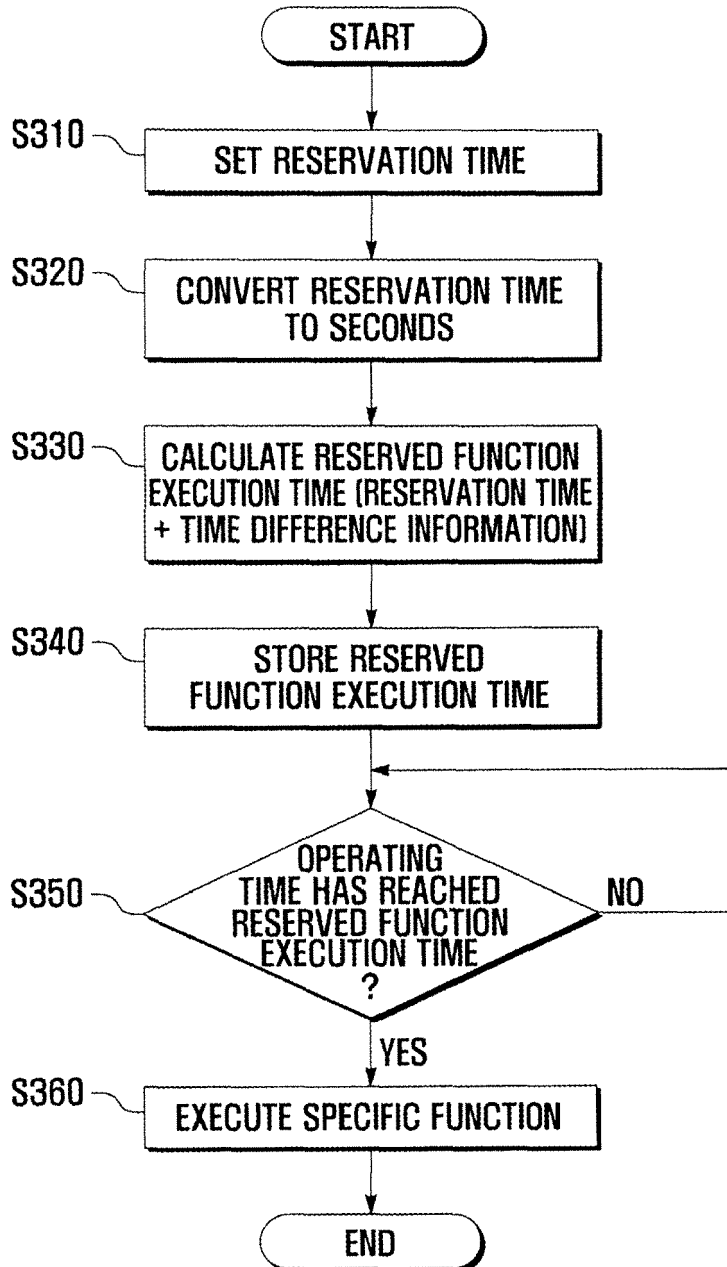 START
S310
SET RESERVATION TIME
S320
CONVERT RESERVATION TIME
TO SECONDS
S330
CALCULATE RESERVED FUNCTION
EXECUTION TIME (RESERVATION TIME
+ TIME DIFFERENCE INFORMATION)
S340
STORE RESERVED
FUNCTION EXECUTION TIME
S350
OPERATING
TIME HAS REACHED
RESERVED FUNCTION
EXECUTION TIME
?
NO
YES
S360
EXECUTE SPECIFIC FUNCTION
END